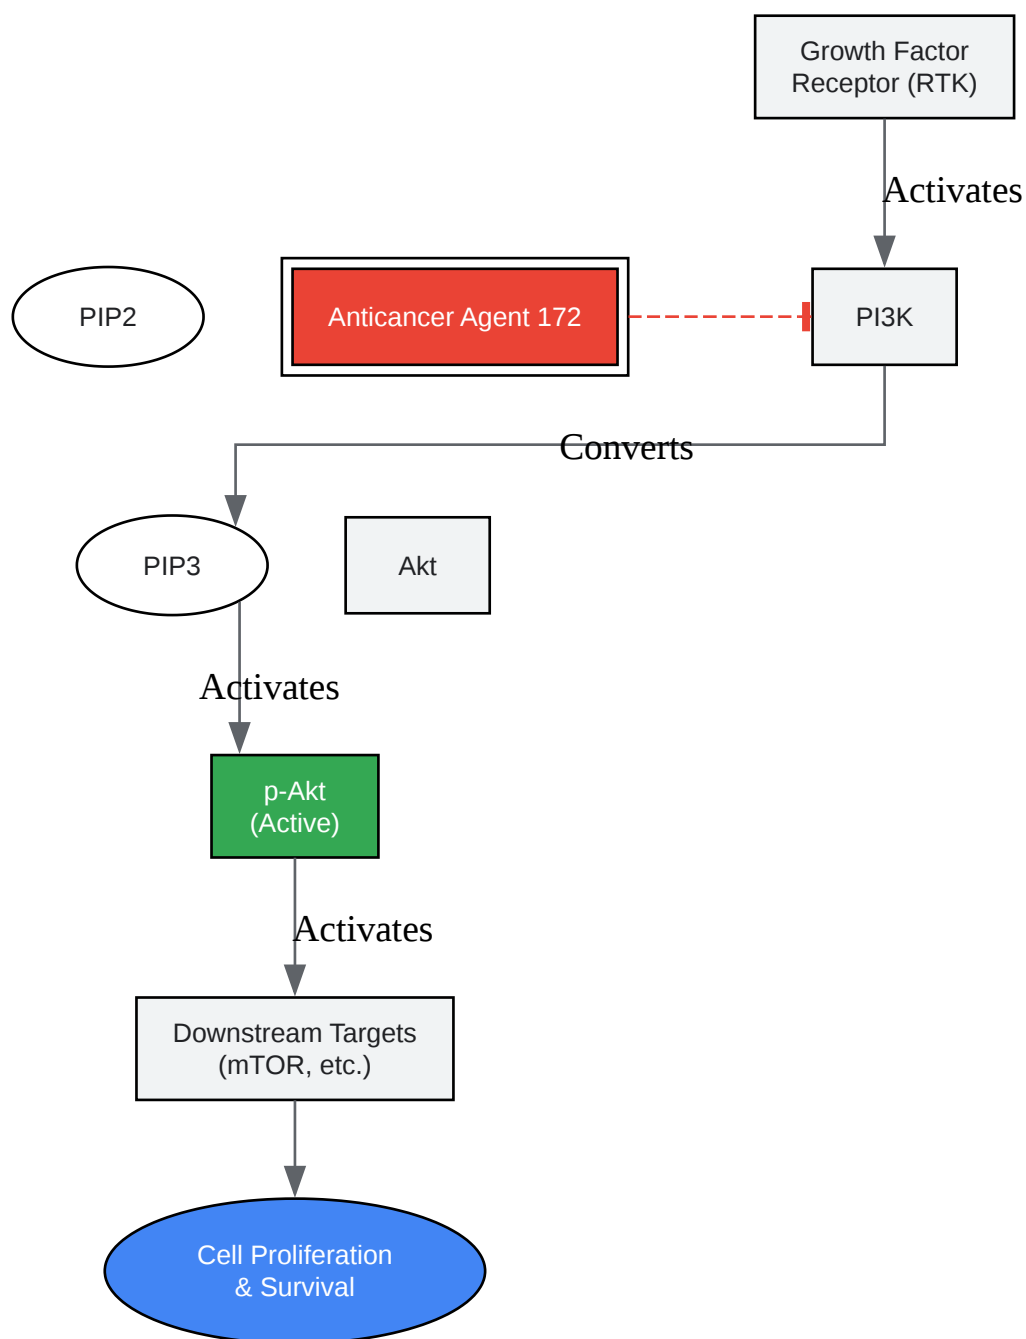 Growth Factor
Receptor (RTK)
Activates
PIP2
Anticancer Agent 172
PI3K
Converts
PIP3
Akt
Activates
p-Akt
(Active)
Activates
Downstream Targets
(mTOR, etc.)
Cell Proliferation
& Survival